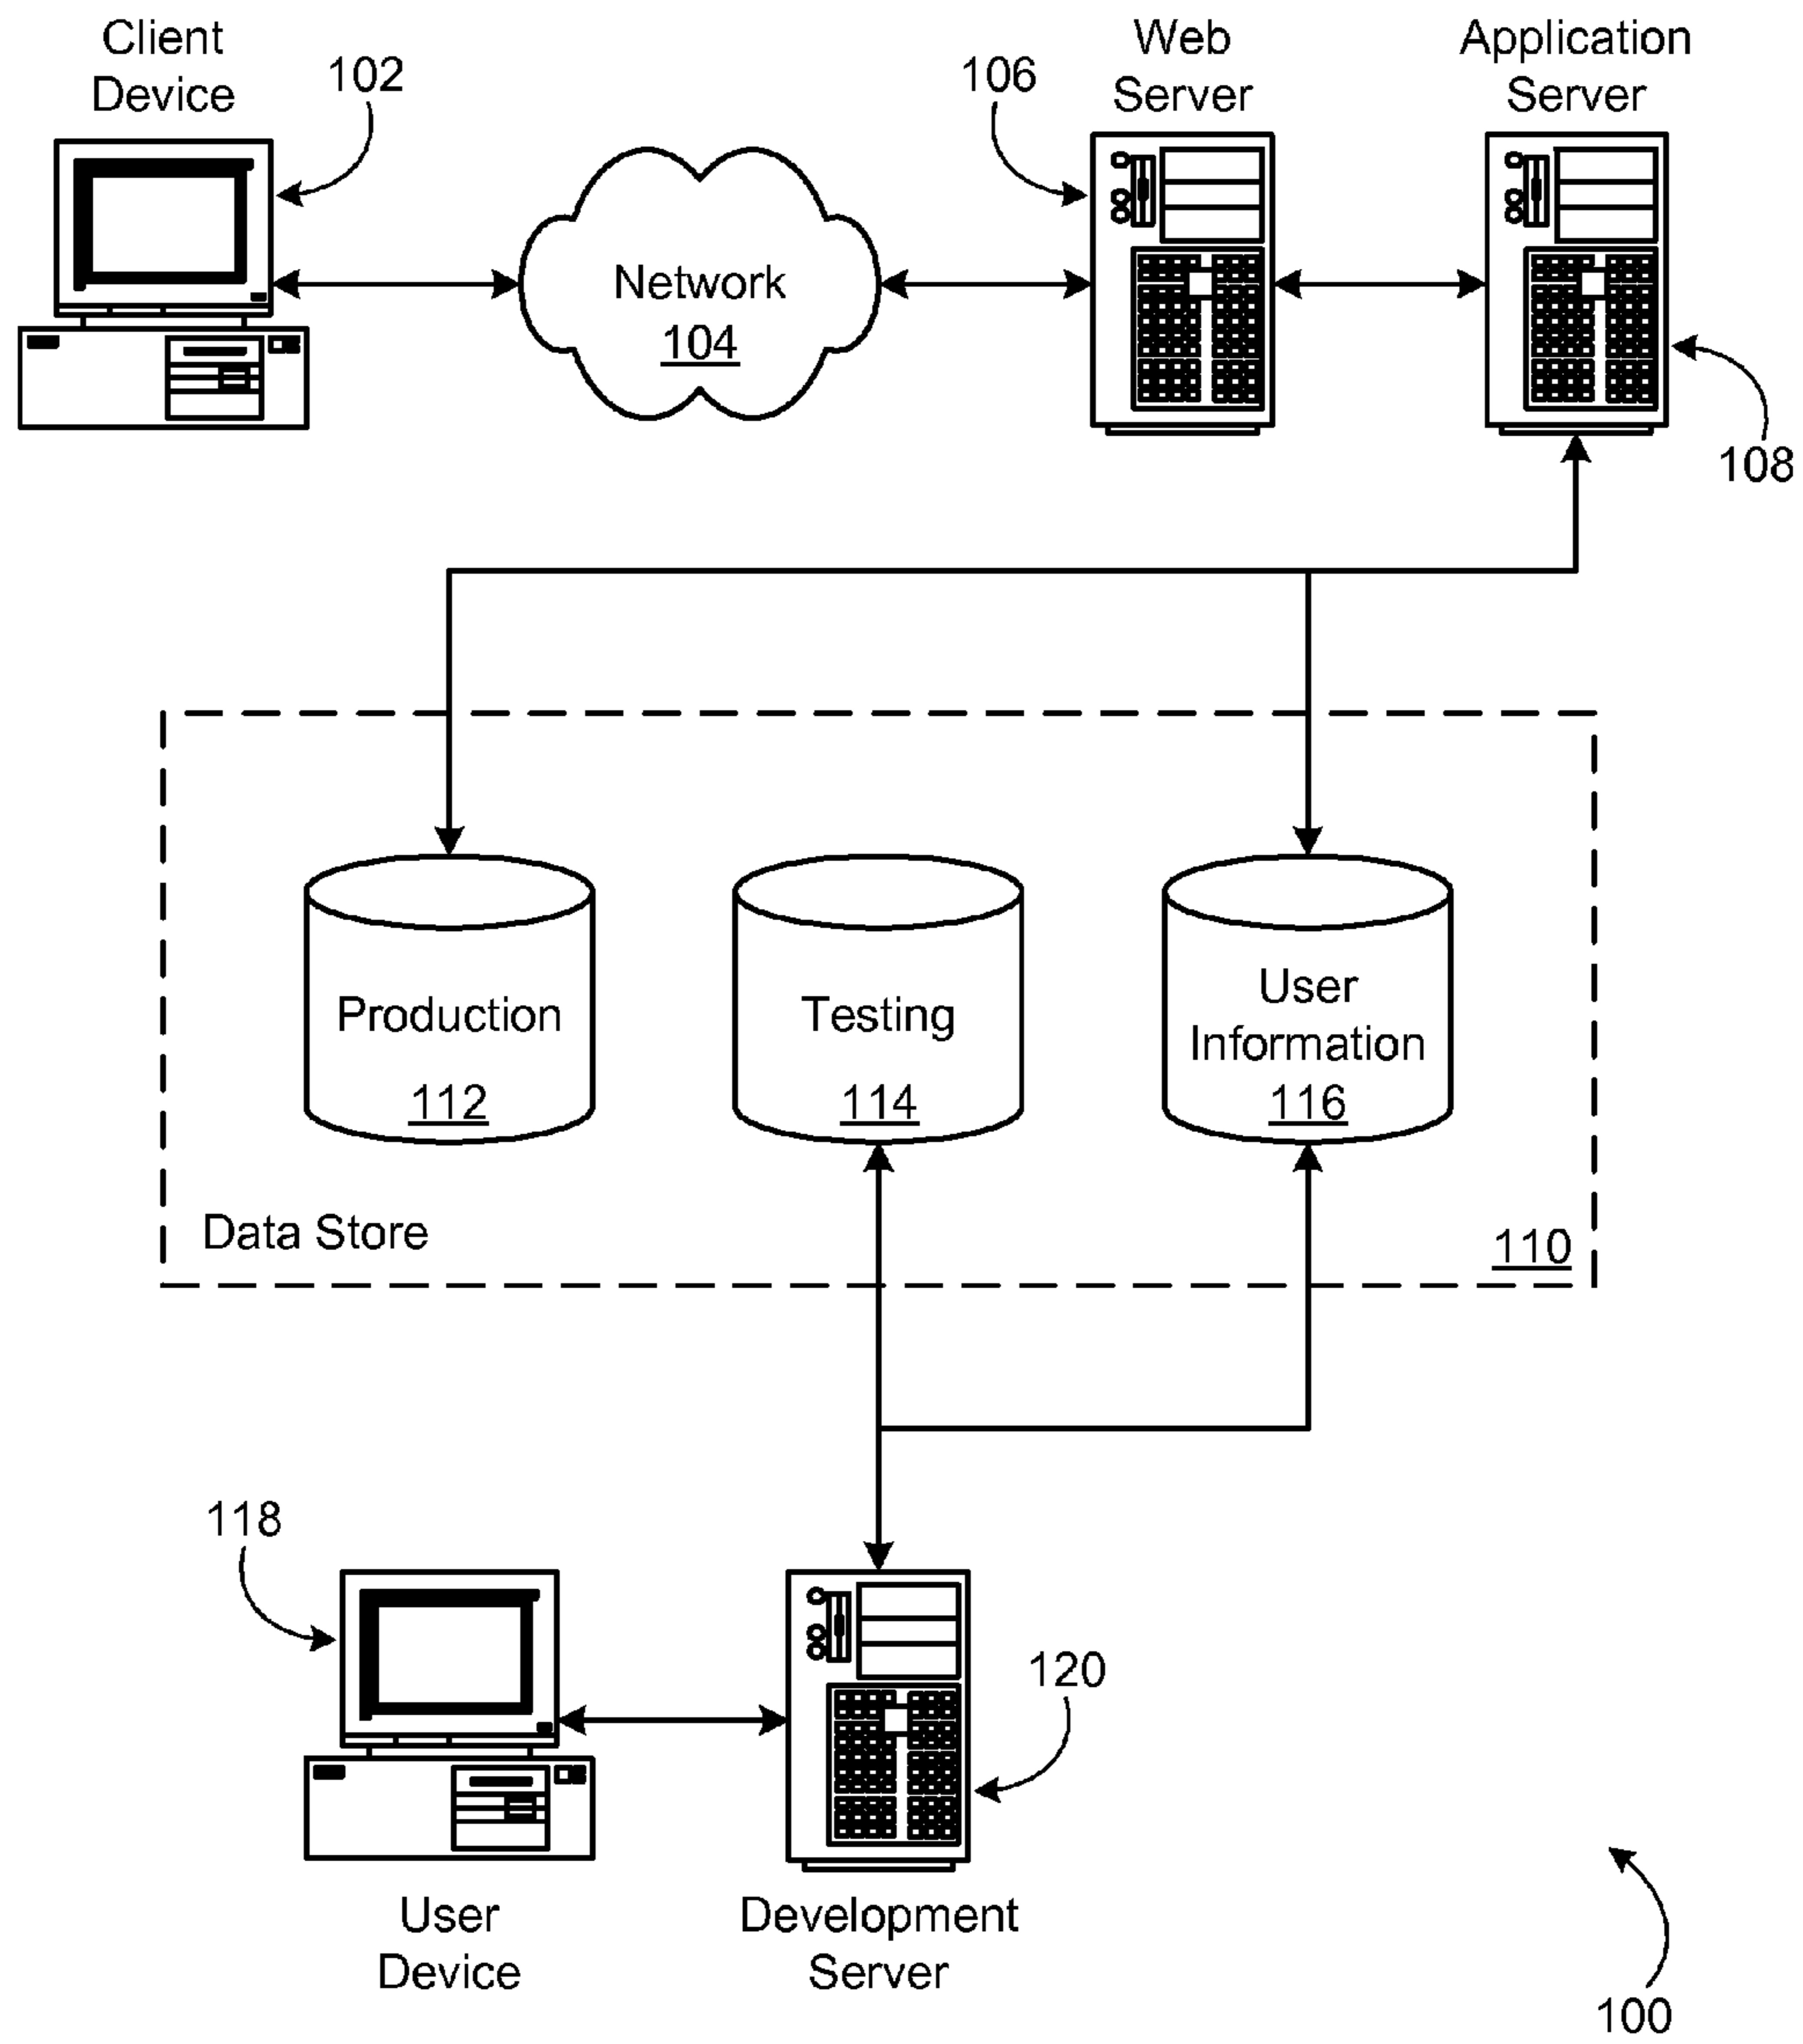 Client
Device
102
106
Web
Server
Application
Server
Network
104
108
Production
112
Testing
114
User
Information
116
Data Store
110
118
120
User
Device
Development
Server
100